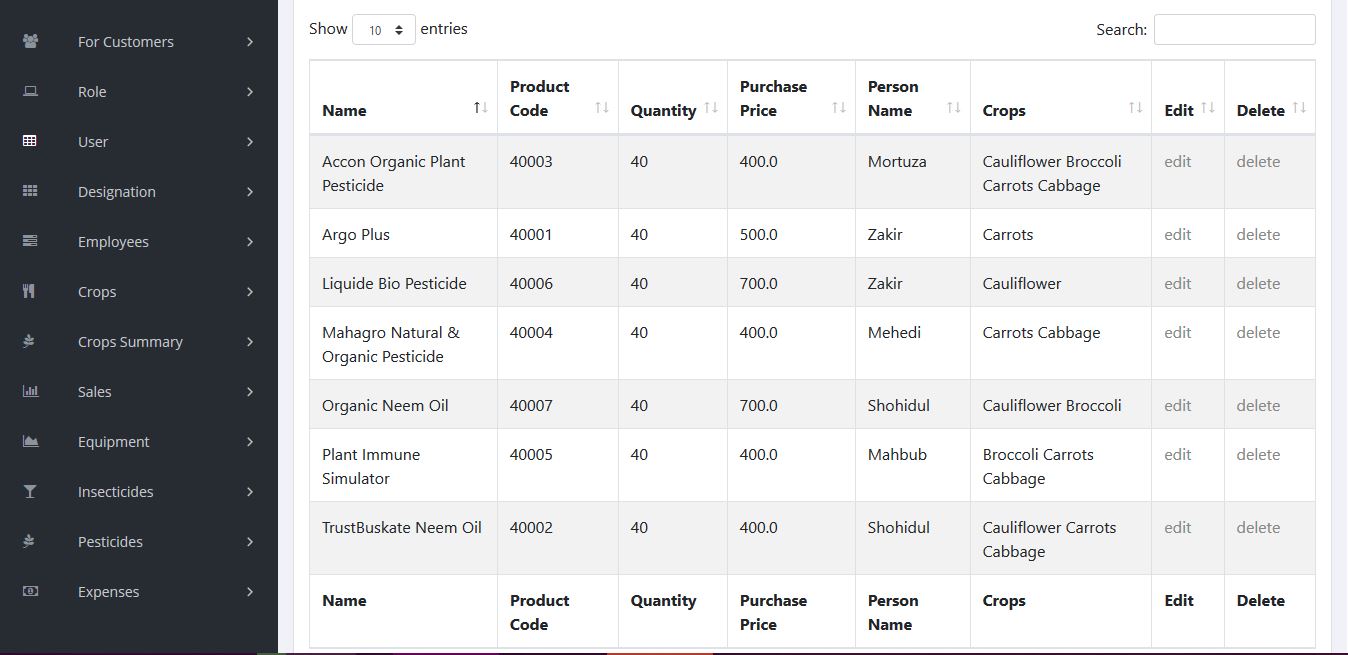 For Customers
Role
User
Designation
Employees
Crops
Crops Summary
Sales
Equipment
Insecticides
Pesticides
Expenses
Show 10 entries Search:
Name Product Code Quantity Purchase Price Person Name Crops Edit Delete
Accon Organic Plant 40003 40 400.0 Mortuza Cauliflower Broccoli edit delete
Pesticide Carrots Cabbage
Argo Plus 40001 40 500.0 Zakir Carrots edit delete
Liquide Bio Pesticide 40006 40 700.0 Zakir Cauliflower edit delete
Mahagro Natural & 40004 40 400.0 Mehedi Carrots Cabbage edit delete
Organic Pesticide
Organic Neem Oil 40007 40 700.0 Shohidul Cauliflower Broccoli edit delete
Plant Immune 40005 40 400.0 Mahbub Broccoli Carrots edit delete
Simulator Cabbage
TrustBuskate Neem Oil 40002 40 400.0 Shohidul Cauliflower Carrots edit delete
Cabbage
Name Product Code Quantity Purchase Price Person Name Crops Edit Delete